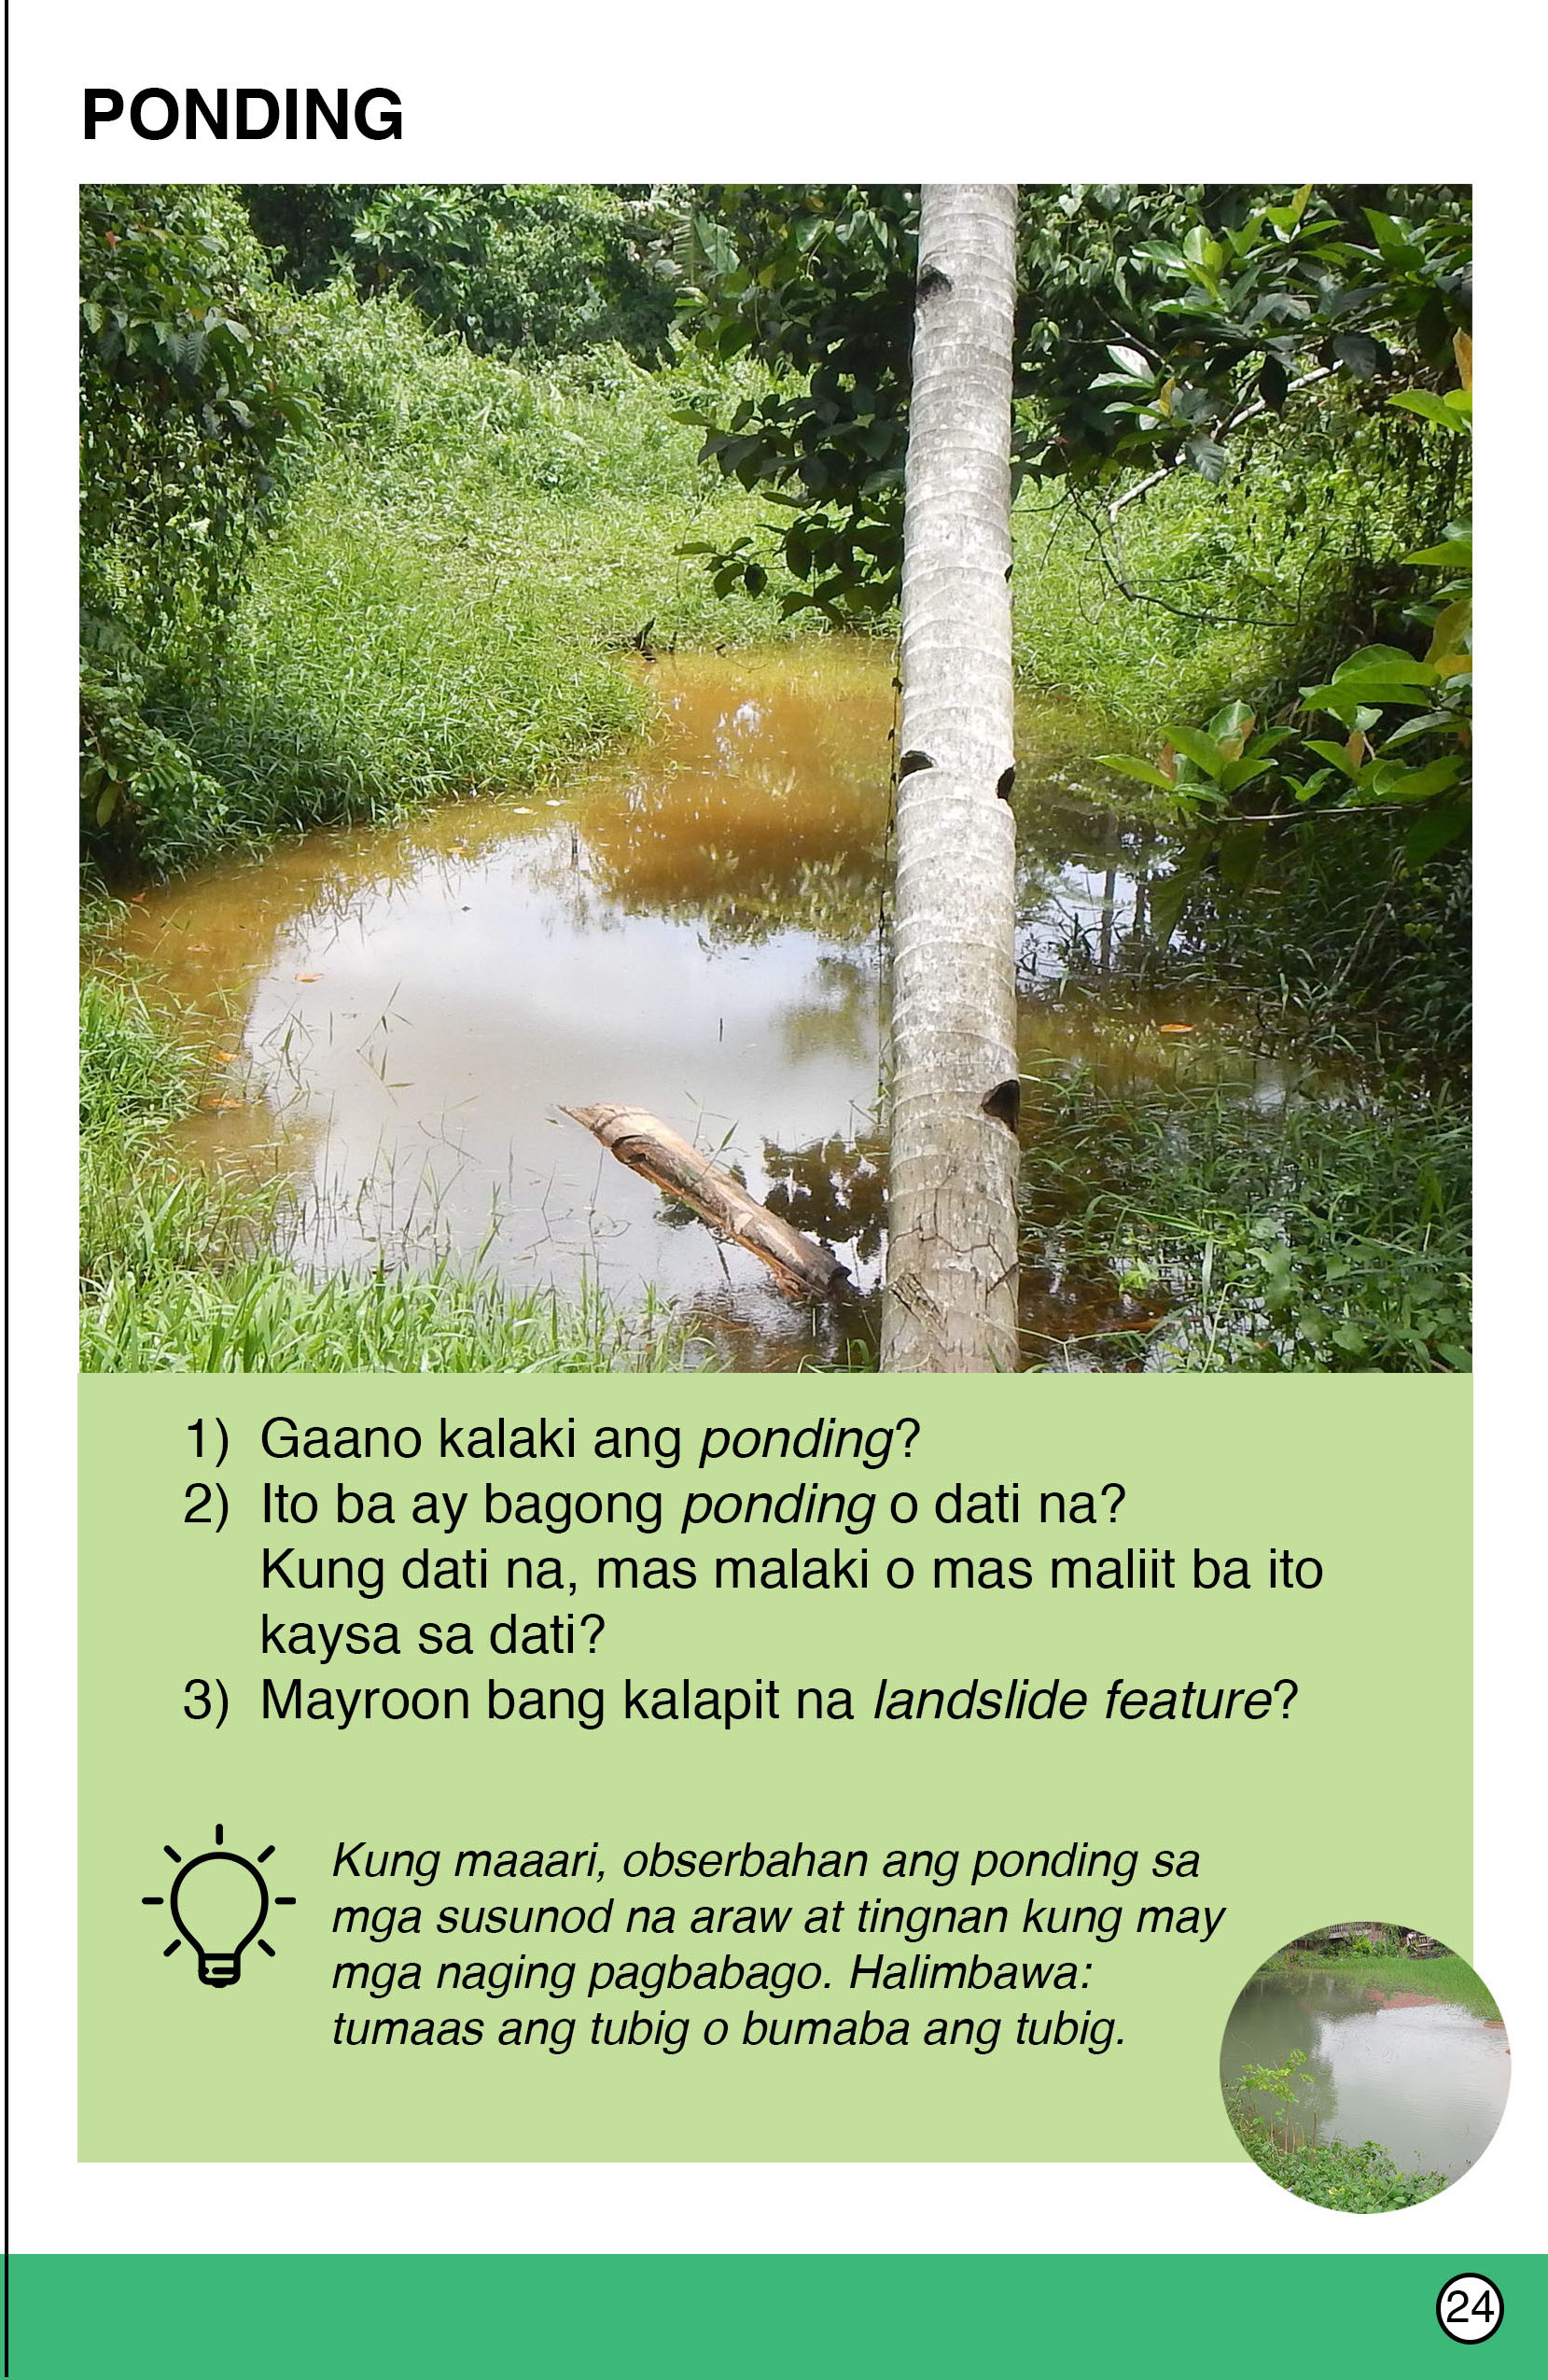 PONDING
1) Gaano kalaki ang ponding?
2) Ito ba ay bagong ponding o dati na?
Kung dati na, mas malaki o mas maliit ba ito
kaysa sa dati?
3) Mayroon bang kalapit na landslide feature?
Kung maaari, obserbahan ang ponding sa
mga susunod na araw at tingnan kung may
mga naging pagbabago. Halimbawa:
tumaas ang tubig o bumaba ang tubig.
24